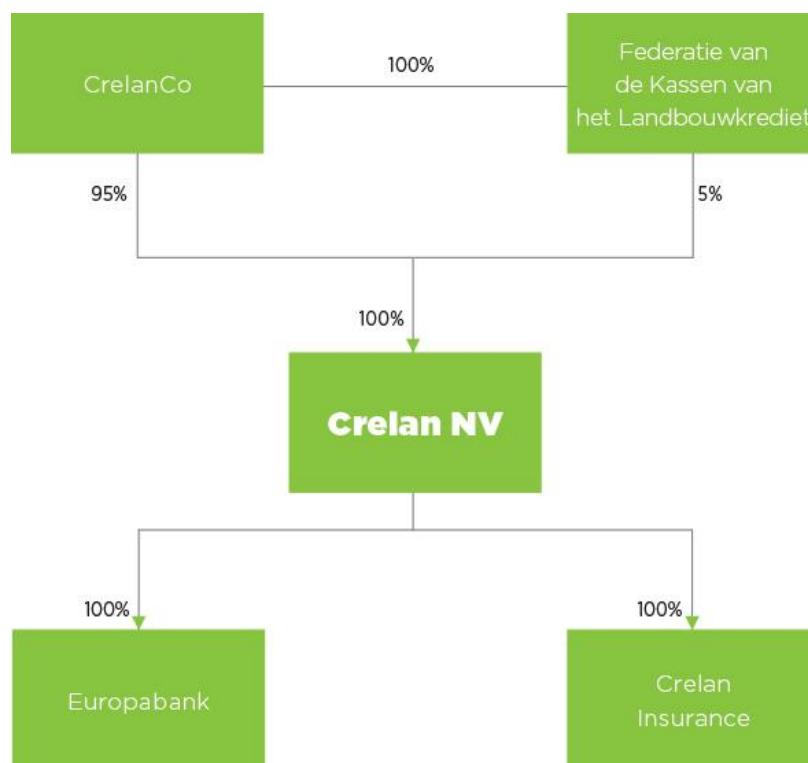 CrelanCo
100%
Federatie van
de Kassen van
het Landbouwkrediet
95%
5%
100%
Crelan NV
100%
100%
Europabank
Crelan
Insurance